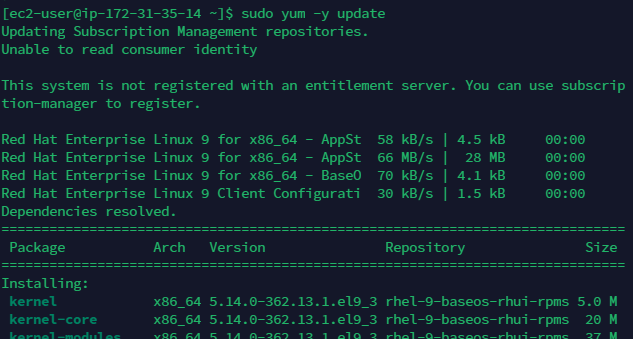 [ec2-user@ip-172-31-35-14 ~]$ sudo yum -y update
Updating Subscription Management repositories.
Unable to read consumer identity
This system is not registered with an entitlement server. You can use subscrip
tion-manager to register.
Red Hat Enterprise Linux 9 for x86_64 - AppSt  58 kB/s | 4.5 kB     00:00
Red Hat Enterprise Linux 9 for x86_64 - AppSt  66 MB/s |  28 MB     00:00
Red Hat Enterprise Linux 9 for x86_64 - BaseO  70 kB/s | 4.1 kB     00:00
Red Hat Enterprise Linux 9 Client Configurati  30 kB/s | 1.5 kB     00:00
Dependencies resolved.
==============================================================================
 Package           Arch   Version               Repository                Size
==============================================================================
Installing:
 kernel            x86_64 5.14.0-362.13.1.el9_3 rhel-9-baseos-rhui-rpms 5.0 M
 kernel-core       x86_64 5.14.0-362.13.1.el9_3 rhel-9-baseos-rhui-rpms  20 M
 kernel-modules    x86_64 5.14.0-362.13.1.el9_3 rhel-9-baseos-rhui-rpms  37 M